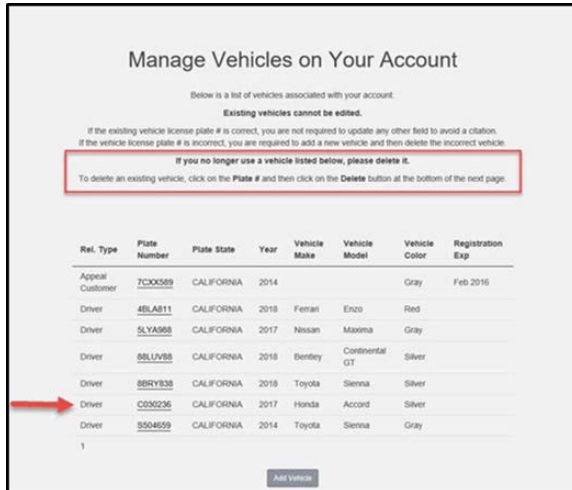 Manage Vehicles on Your Account
Below is a list of vehicles associated with your account.
Existing vehicles cannot be edited.
If the existing vehicle license plate # is correct, you are not required to update any other field to avoid a citation.
If the vehicle license plate # is incorrect, you are required to add a new vehicle and then delete the incorrect vehicle.
If you no longer use a vehicle listed below, please delete it.
To delete an existing vehicle, click on the Plate # and then click on the Delete button at the bottom of the next page.
Rel. Type Plate Number Plate State Year Vehicle Make Vehicle Model Vehicle Color Registration Exp
Appeal Customer 7CXX589 CALIFORNIA 2014 Gray Feb 2016
Driver 4BLA811 CALIFORNIA 2018 Ferrari Enzo Red
Driver 5LYA988 CALIFORNIA 2017 Nissan Maxima Gray
Driver 88LUV88 CALIFORNIA 2018 Bentley Continental GT Silver
Driver 8BRY838 CALIFORNIA 2018 Toyota Sienna Silver
Driver C030236 CALIFORNIA 2017 Honda Accord Silver
Driver S504659 CALIFORNIA 2014 Toyota Sienna Gray
1
Add Vehicle